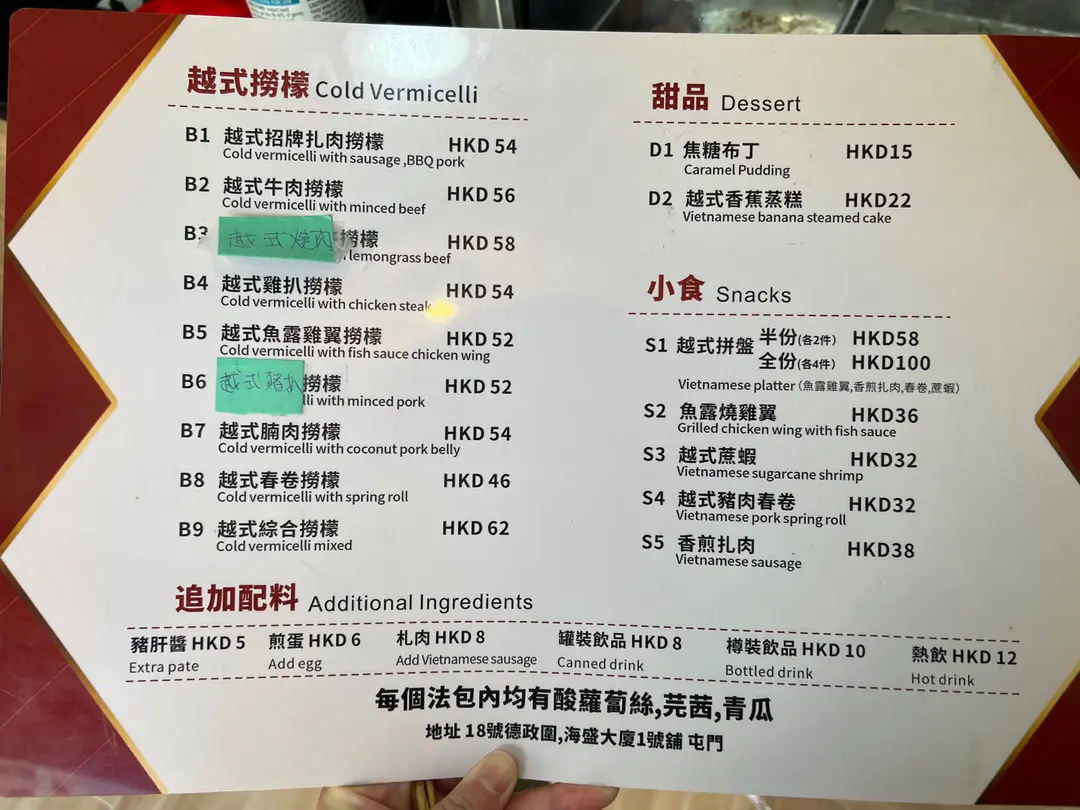 越式撈檬 Cold Vermicelli
B1 越式招牌扎肉撈檬 HKD 54
Cold vermicelli with sausage ,BBQ pork
B2 越式牛肉撈檬 HKD 56
Cold vermicelli with minced beef
B3 越式燒肉撈檬 HKD 58
lemongrass beef
B4 越式雞扒撈檬 HKD 54
Cold vermicelli with chicken steak
B5 越式魚露雞翼撈檬 HKD 52
Cold vermicelli with fish sauce chicken wing
B6 越式豬扒撈檬 HKD 52
lli with minced pork
B7 越式腩肉撈檬 HKD 54
Cold vermicelli with coconut pork belly
B8 越式春卷撈檬 HKD 46
Cold vermicelli with spring roll
B9 越式綜合撈檬 HKD 62
Cold vermicelli mixed
甜品 Dessert
D1 焦糖布丁 HKD15
Caramel Pudding
D2 越式香蕉蒸糕 HKD22
Vietnamese banana steamed cake
小食 Snacks
S1 越式拼盤 半份(各2件) HKD58
全份(各4件) HKD100
Vietnamese platter (魚露雞翼,香煎扎肉,春卷,蔗蝦)
S2 魚露燒雞翼 HKD36
Grilled chicken wing with fish sauce
S3 越式蔗蝦 HKD32
Vietnamese sugarcane shrimp
S4 越式豬肉春卷 HKD32
Vietnamese pork spring roll
S5 香煎扎肉 HKD38
Vietnamese sausage
追加配料 Additional Ingredients
豬肝醬 HKD 5 煎蛋 HKD 6 札肉 HKD 8 罐裝飲品 HKD 8 樽裝飲品 HKD 10 熱飲 HKD 12
Extra pate Add egg Add Vietnamese sausage Canned drink Bottled drink Hot drink
每個法包內均有酸蘿蔔絲,芫茜,青瓜
地址 18號德政圍,海盛大廈1號舖 屯門